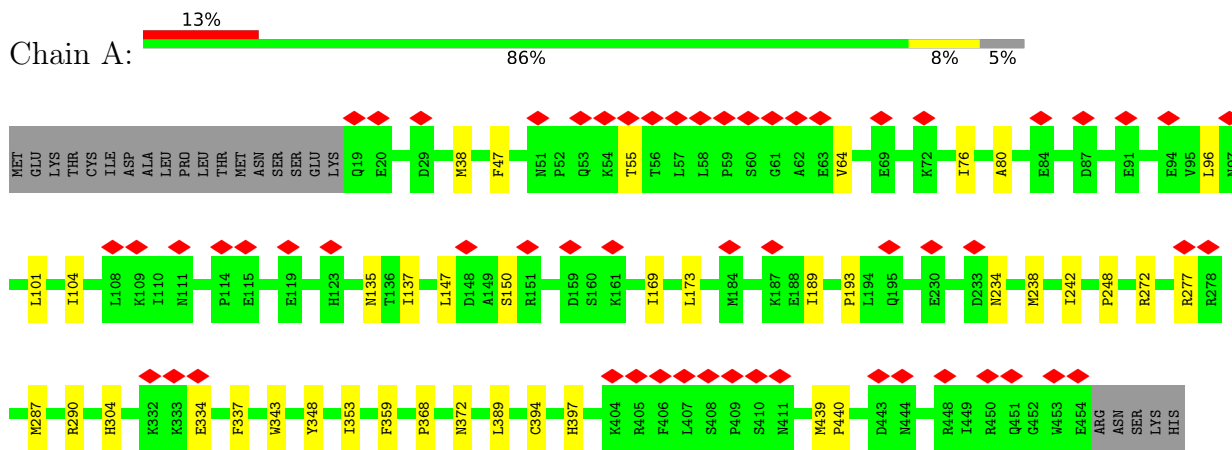 13%
Chain A:
86% 8% 5%
MET GLU LYS THR CYS ILE ASP ALA LEU PRO LEU THR MET ASN SER SER GLU LYS Q19 E20 D29 M38 F47 N51 P52 Q53 K54 T55 T56 L57 L58 P59 S60 G61 A62 E63 V64 E69 K72 I76 A80 E84 D87 E91 E94 V95 L96
L101 I104 L108 K109 I110 N111 P114 E115 E119 H123 N135 T136 I137 L147 D148 A149 S150 R151 D159 S160 K161 I169 L173 M184 K187 E188 I189 P193 L194 Q195 E230 D233 N234 M238 I242 P248 R272 R277 R278
M287 R290 H304 K332 K333 E334 F337 W343 Y348 I353 F359 P368 N372 L389 C394 H397 K404 R405 F406 L407 S408 P409 S410 N411 M439 P440 D443 N444 R448 I449 R450 Q451 G452 W453 E454 ARG ASN SER LYS HIS